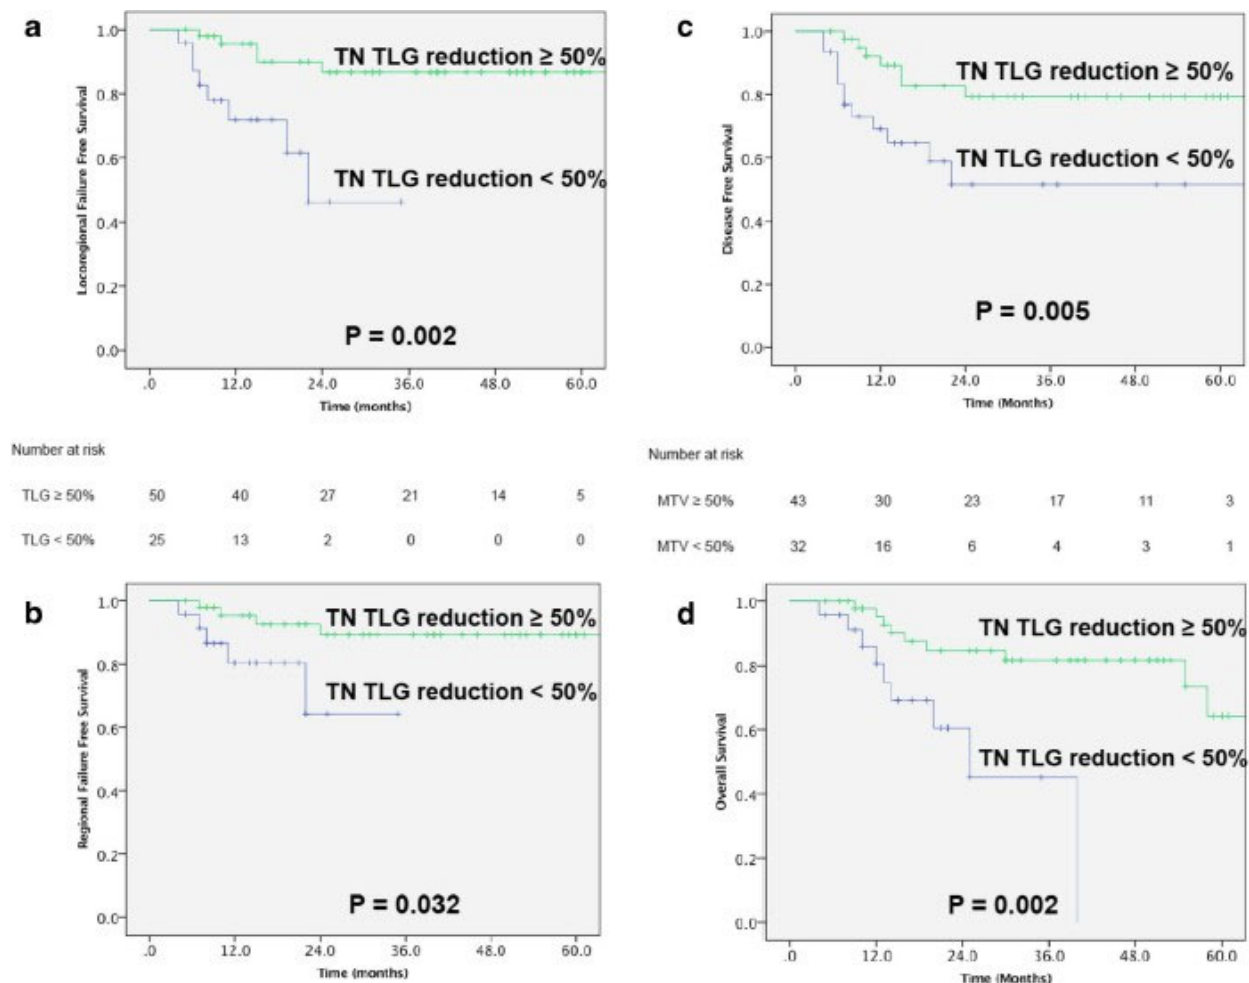 a
1.0
0.8
0.6
0.4
0.2
0.0
Locoregional Failure Free Survival
TN TLG reduction ≥ 50%
TN TLG reduction < 50%
P = 0.002
.0 12.0 24.0 36.0 48.0 60.0
Time (months)
Number at risk
TLG ≥ 50% 50 40 27 21 14 5
TLG < 50% 25 13 2 0 0 0
c
1.0
0.8
0.6
0.4
0.2
0.0
Disease Free Survival
TN TLG reduction ≥ 50%
TN TLG reduction < 50%
P = 0.005
.0 12.0 24.0 36.0 48.0 60.0
Time (Months)
Number at risk
MTV ≥ 50% 43 30 23 17 11 3
MTV < 50% 32 16 6 4 3 1
b
1.0
0.8
0.6
0.4
0.2
0.0
Regional Failure Free Survival
TN TLG reduction ≥ 50%
TN TLG reduction < 50%
P = 0.032
.0 12.0 24.0 36.0 48.0 60.0
Time (months)
d
1.0
0.8
0.6
0.4
0.2
0.0
Overall Survival
TN TLG reduction ≥ 50%
TN TLG reduction < 50%
P = 0.002
.0 12.0 24.0 36.0 48.0 60.0
Time (Months)